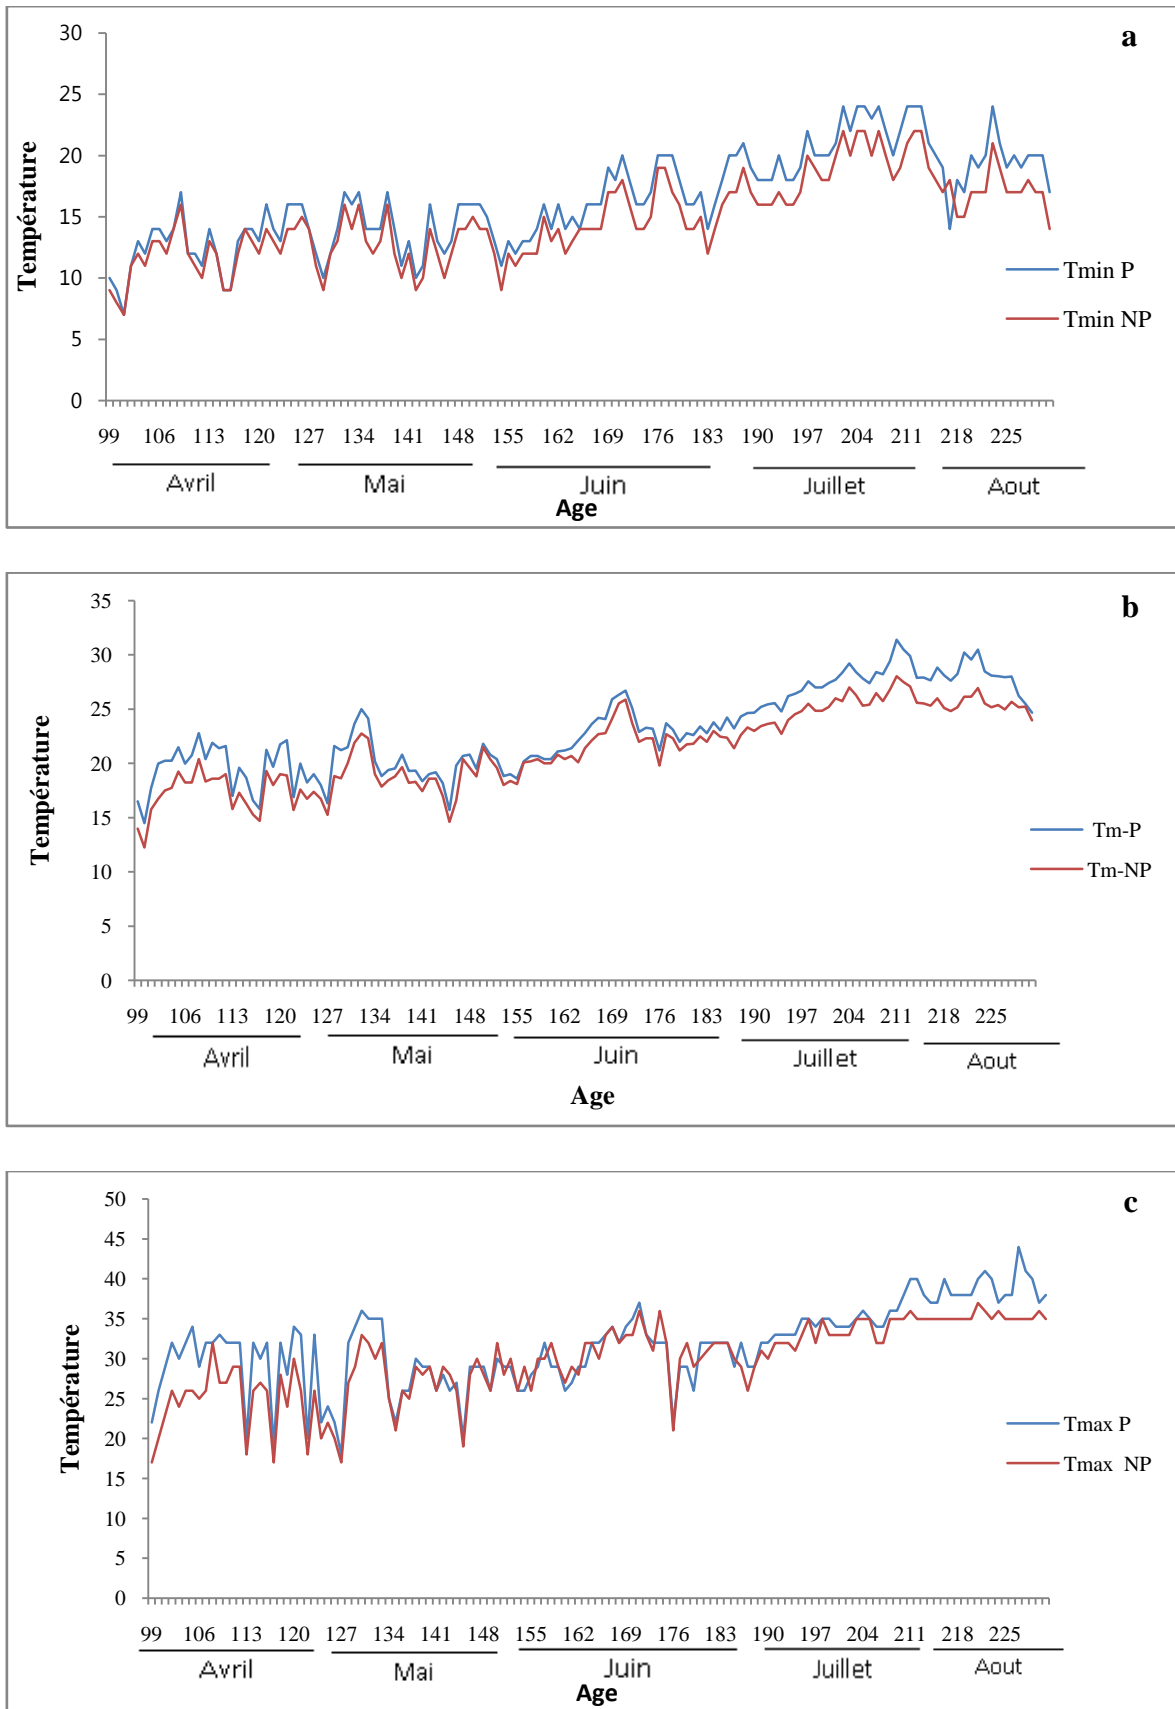 a
30
25
20
15
10
5
0
Température
Tmin P
Tmin NP
99 106 113 120 127 134 141 148 155 162 169 176 183 190 197 204 211 218 225
Avril Mai Juin Juillet Aout
Age
b
35
30
25
20
15
10
5
0
Température
Tm-P
Tm-NP
99 106 113 120 127 134 141 148 155 162 169 176 183 190 197 204 211 218 225
Avril Mai Juin Juillet Aout
Age
c
50
45
40
35
30
25
20
15
10
5
0
Température
Tmax P
Tmax NP
99 106 113 120 127 134 141 148 155 162 169 176 183 190 197 204 211 218 225
Avril Mai Juin Juillet Aout
Age